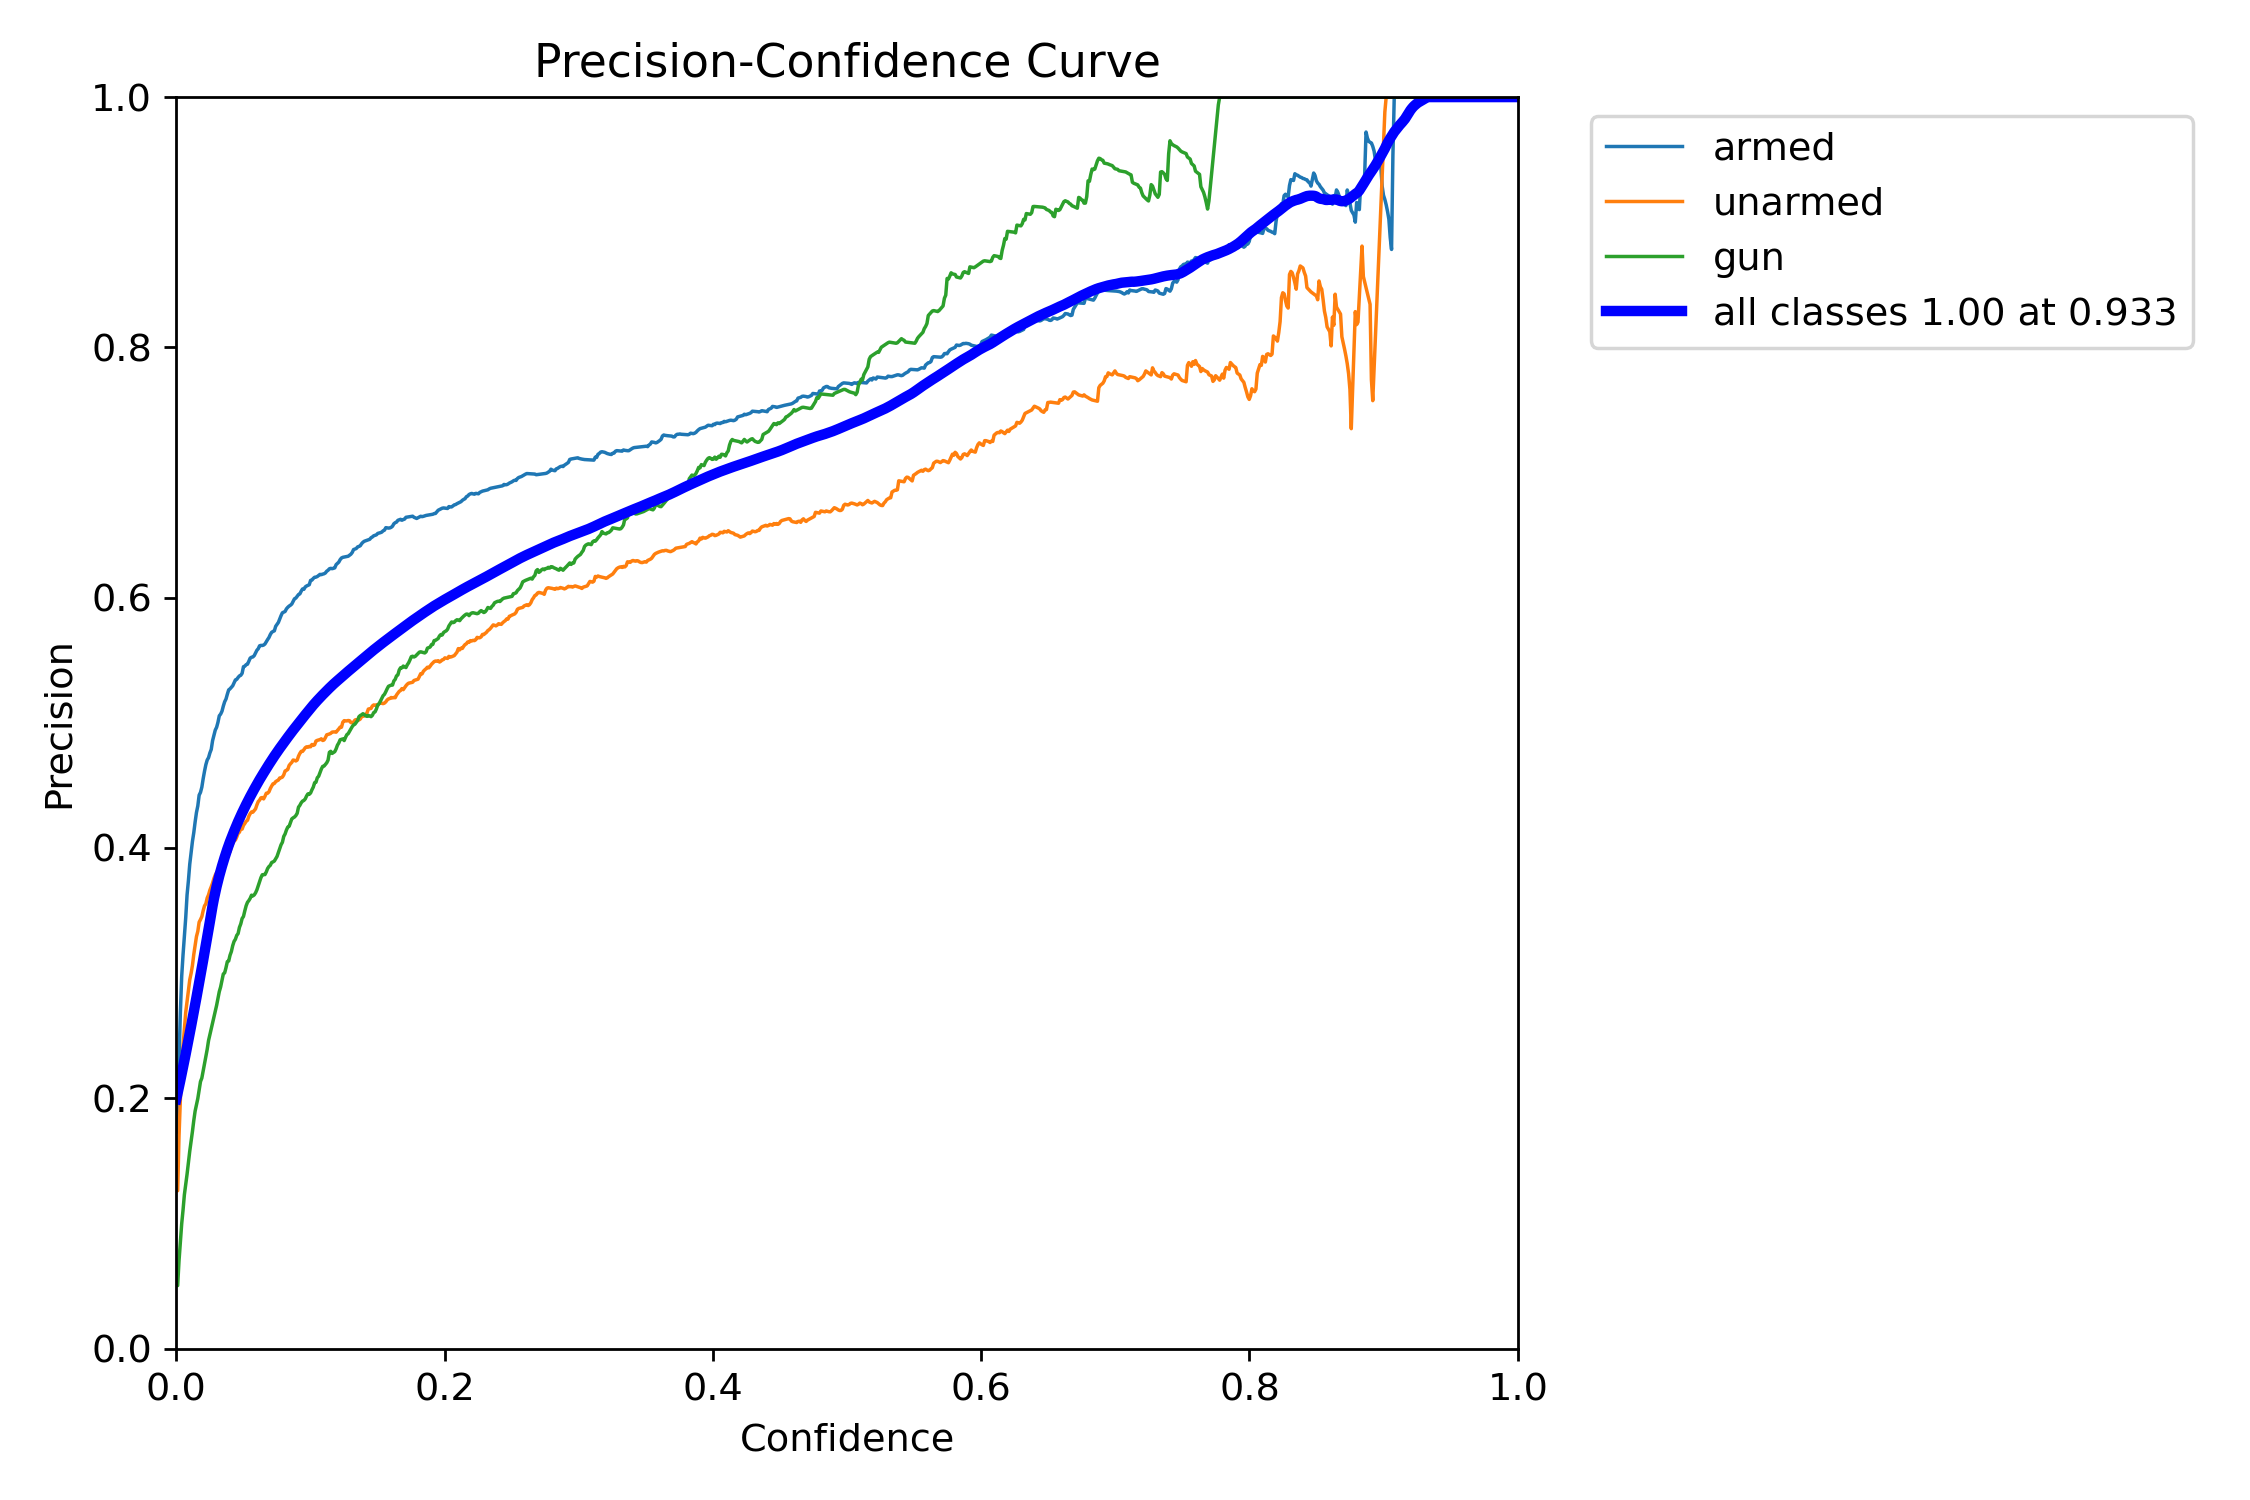 Precision-Confidence Curve
1.0
0.8
0.6
0.4
0.2
0.0
Precision
0.0 0.2 0.4 0.6 0.8 1.0
Confidence
armed
unarmed
gun
all classes 1.00 at 0.933